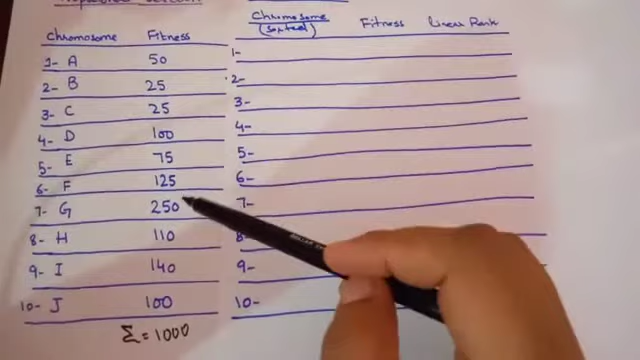 Chromosome Fitness
1- A 50
2- B 25
3- C 25
4- D 100
5- E 75
6- F 125
7- G 250
8- H 110
9- I 140
10- J 100
Σ = 1000
Chromosome Fitness Linear Rank
(sorted)
1-
2-
3-
4-
5-
6-
7-
8-
9-
10-